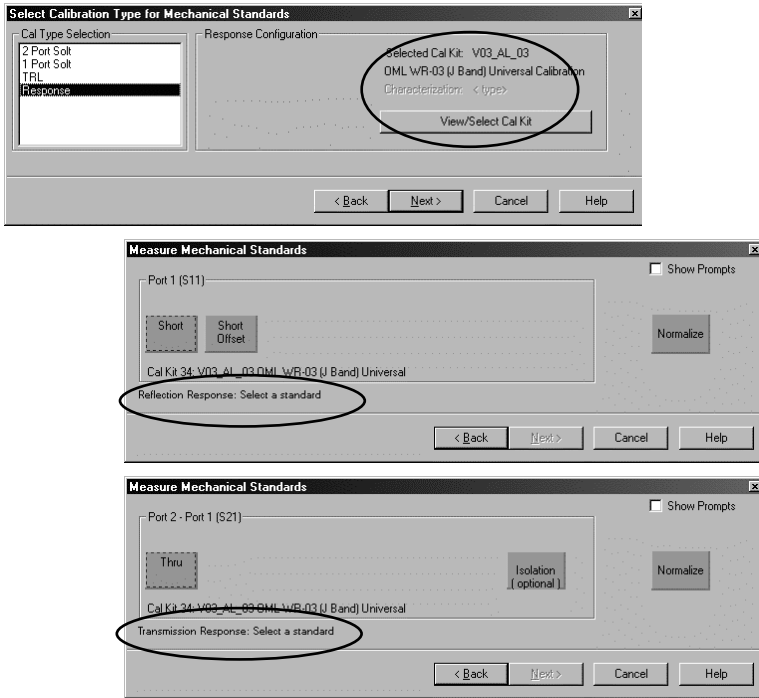 Select Calibration Type for Mechanical Standards
Cal Type Selection
2 Port Solt
1 Port Solt
TRL
Response
Response Configuration
Selected Cal Kit: V03_AL_03
OML WR-03 (J Band) Universal Calibration
Characterization: < type>
View/Select Cal Kit
< Back Next > Cancel Help
Measure Mechanical Standards
Show Prompts
Port 1 (S11)
Short
Short Offset
Normalize
Cal Kit 34: V03_AL_03 OML WR-03 (J Band) Universal
Reflection Response: Select a standard
< Back Next > Cancel Help
Measure Mechanical Standards
Show Prompts
Port 2 - Port 1 (S21)
Thru
Isolation
( optional )
Normalize
Cal Kit 34: V03_AL_03 OML WR-03 (J Band) Universal
Transmission Response: Select a standard
< Back Next > Cancel Help